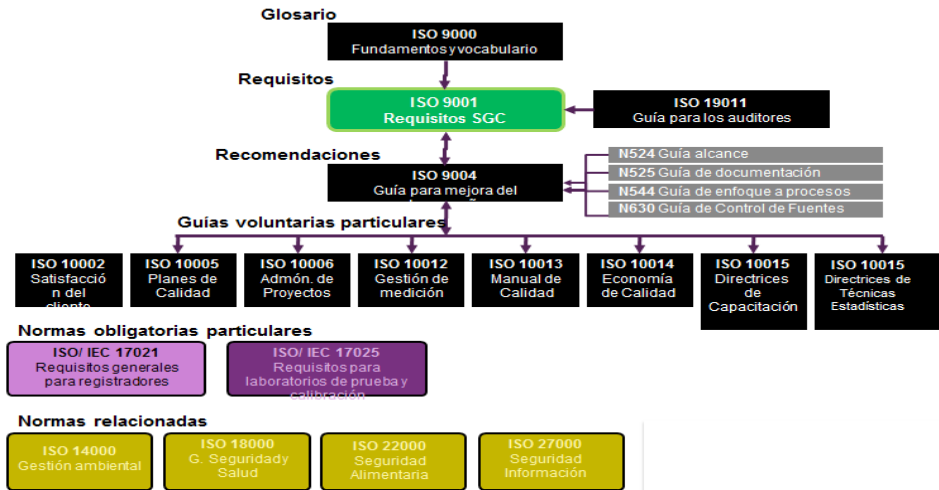 Glosario
ISO 9000
Fundamentos y vocabulario
Requisitos
ISO 9001
Requisitos SGC
ISO 19011
Guía para los auditores
Recomendaciones
ISO 9004
Guía para mejora del
N524 Guía alcance
N525 Guía de documentación
N544 Guía de enfoque a procesos
N630 Guía de Control de Fuentes
Guías voluntarias particulares
ISO 10002
Satisfacció
n del
cliente
ISO 10005
Planes de
Calidad
ISO 10006
Admón. de
Proyectos
ISO 10012
Gestión de
medición
ISO 10013
Manual de
Calidad
ISO 10014
Economía
de Calidad
ISO 10015
Directrices
de
Capacitación
ISO 10015
Directrices de
Técnicas
Estadísticas
Normas obligatorias particulares
ISO/ IEC 17021
Requisitos generales
para registradores
ISO/ IEC 17025
Requisitos para
laboratorios de prueba y
calibración
Normas relacionadas
ISO 14000
Gestión ambiental
ISO 18000
G. Seguridad y
Salud
ISO 22000
Seguridad
Alimentaria
ISO 27000
Seguridad
Información